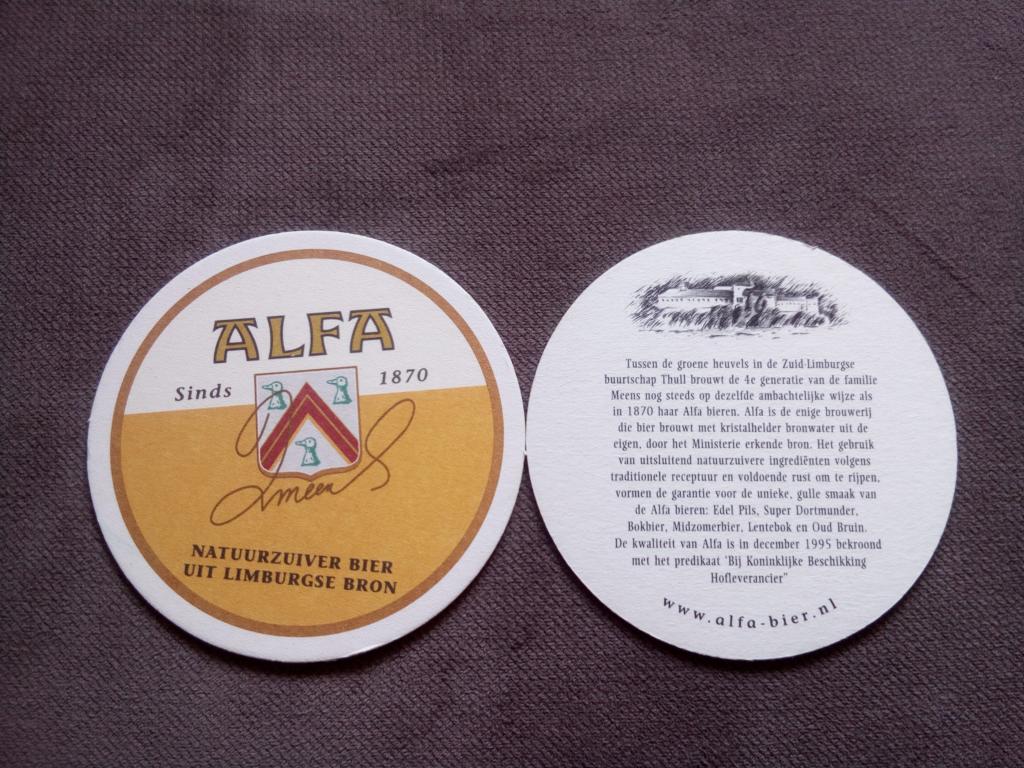 ALFA
Sinds 1870
Jmeens
NATUURZUIVER BIER
UIT LIMBURGSE BRON
Tussen de groene heuvels in de Zuid-Limburgse
buurtschap Thull brouwt de 4e generatie van de familie
Meens nog steeds op dezelfde ambachtelijke wijze als
in 1870 haar Alfa bieren. Alfa is de enige brouwerij
die bier brouwt met kristalhelder bronwater uit de
eigen, door het Ministerie erkende bron. Het gebruik
van uitsluitend natuurzuivere ingrediënten volgens
traditionele receptuur en voldoende rust om te rijpen,
vormen de garantie voor de unieke, gulle smaak van
de Alfa bieren: Edel Pils, Super Dortmunder,
Bokbier, Midzomerbier, Lentebok en Oud Bruin.
De kwaliteit van Alfa is in december 1995 bekroond
met het predikaat 'Bij Koninklijke Beschikking
Hofleverancier"
www.alfa-bier.nl